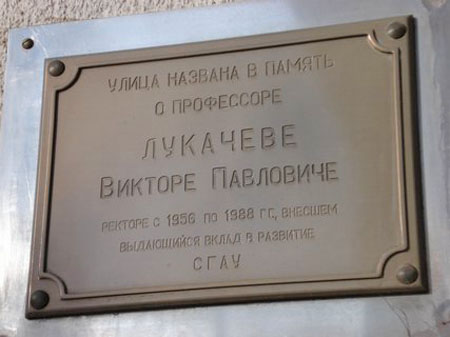 УЛИЦА НАЗВАНА В ПАМЯТЬ
О ПРОФЕССОРЕ
ЛУКАЧЕВЕ
ВИКТОРЕ ПАВЛОВИЧЕ
РЕКТОРЕ С 1956 ПО 1988 ГГ, ВНЕСШЕМ
ВЫДАЮЩИЙСЯ ВКЛАД В РАЗВИТИЕ
СГАУ